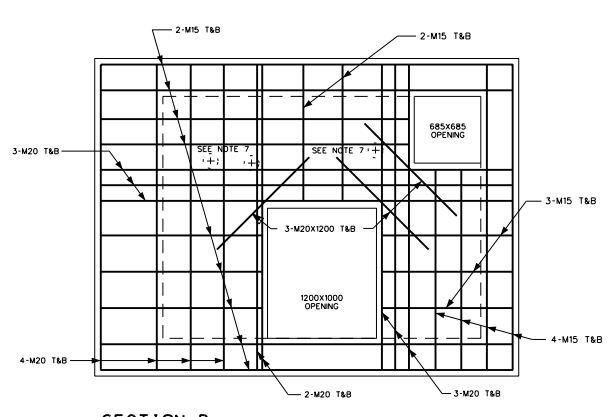 2-M15 T&B
2-M15 T&B
685X685
OPENING
3-M20 T&B
SEE NOTE 7
SEE NOTE 7
3-M15 T&B
3-M20X1200 T&B
1200X1000
OPENING
4-M15 T&B
4-M20 T&B
2-M20 T&B
3-M20 T&B
SECTION B